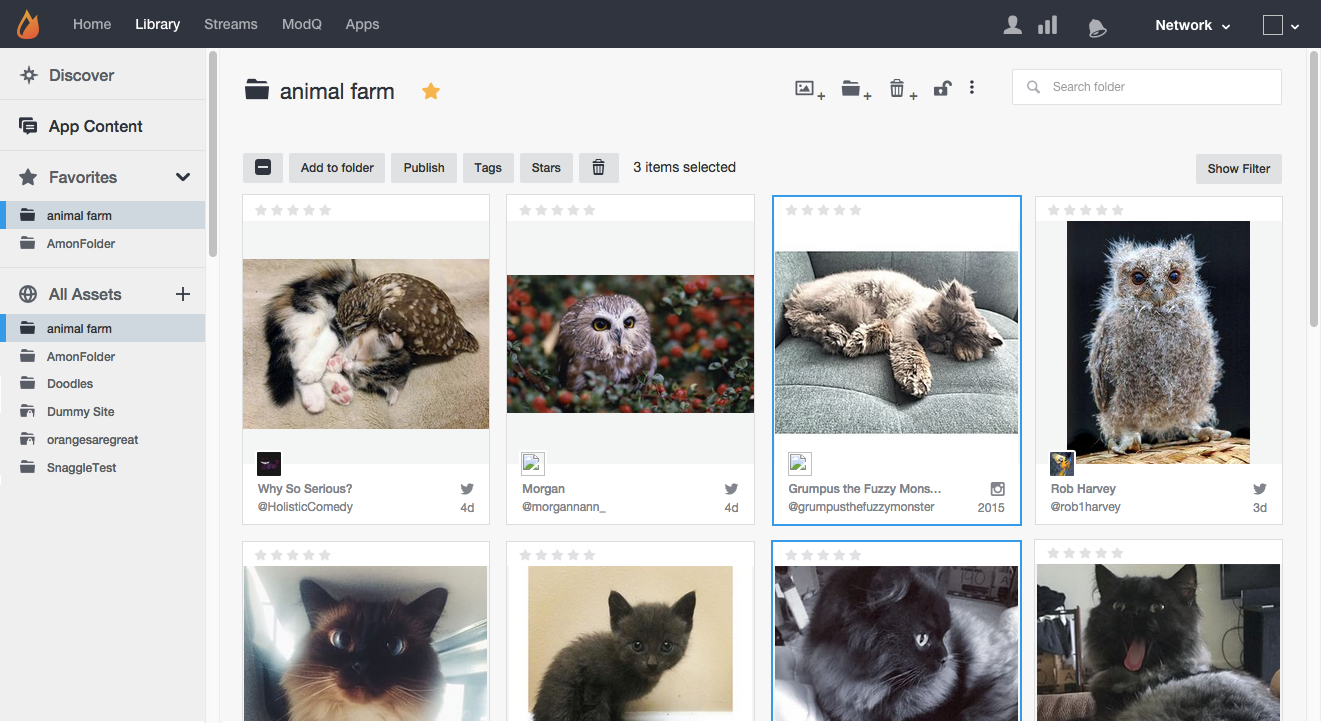 Home Library Streams ModQ Apps Network
Discover
App Content
Favorites
animal farm
AmonFolder
All Assets
animal farm
AmonFolder
Doodles
Dummy Site
orangesaregreat
SnaggleTest
animal farm
Search folder
Add to folder Publish Tags Stars 3 items selected Show Filter
Why So Serious?
@HolisticComedy 4d
Morgan
@morgannann_ 4d
Grumpus the Fuzzy Mons...
@grumpusthefuzzymonster 2015
Rob Harvey
@rob1harvey 3d